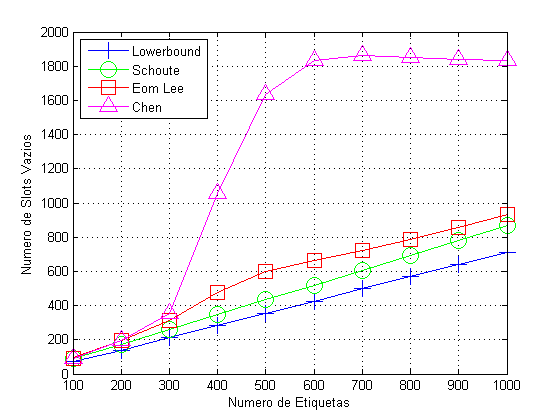 2000
1800
1600
1400
1200
1000
800
600
400
200
0
Numero de Slots Vazios
Lowerbound
Schoute
Eom Lee
Chen
100 200 300 400 500 600 700 800 900 1000
Numero de Etiquetas